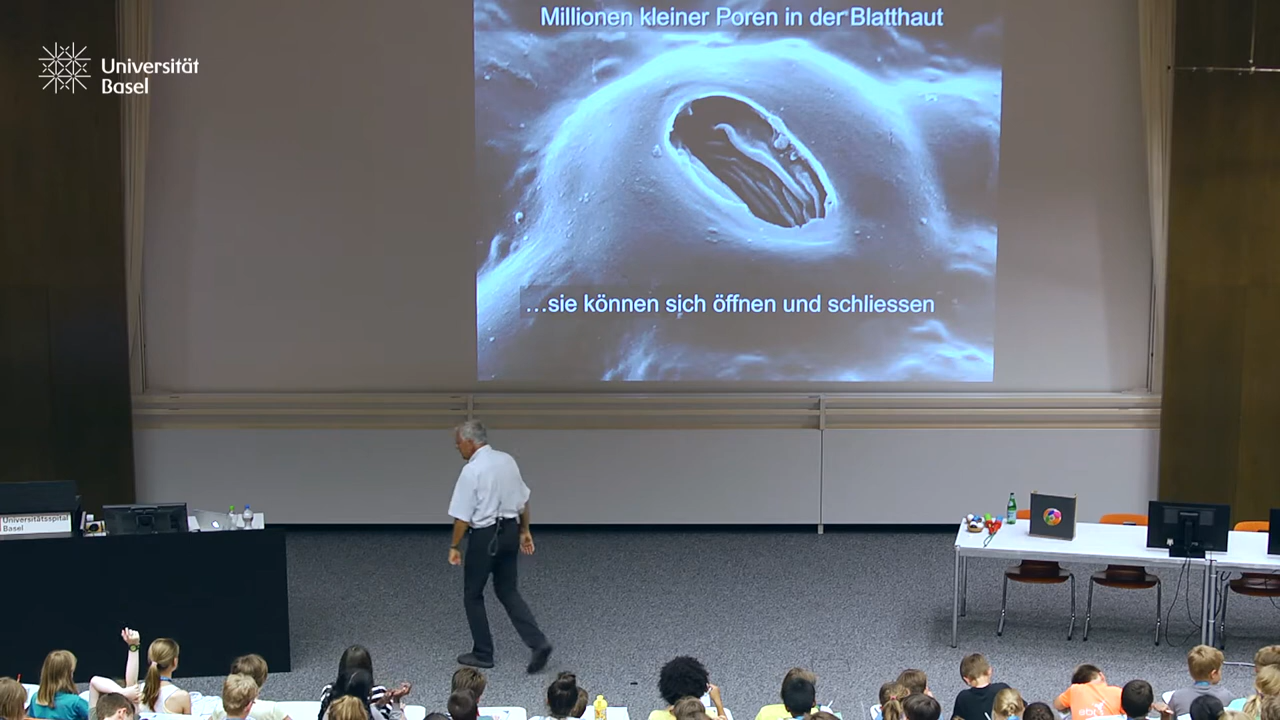 Millionen kleiner Poren in der Blatthaut
Universität
Basel
...sie können sich öffnen und schliessen
Universitätsspital
Basel